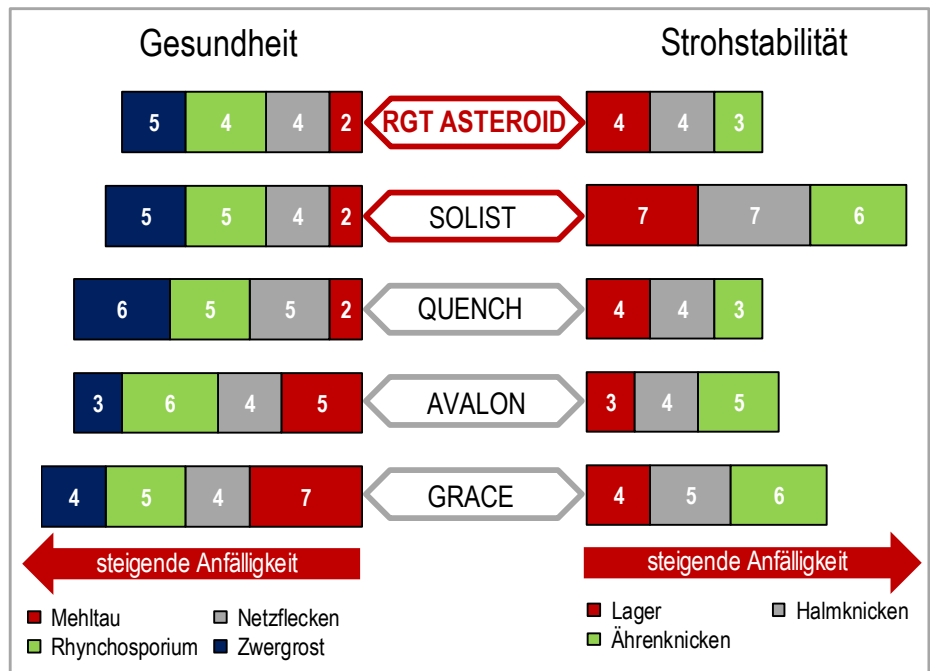 Gesundheit Strohstabilität
5 4 4 2 RGT ASTEROID 4 4 3
5 5 4 2 SOLIST 7 7 6
6 5 5 2 QUENCH 4 4 3
3 6 4 5 AVALON 3 4 5
4 5 4 7 GRACE 4 5 6
steigende Anfälligkeit steigende Anfälligkeit
Mehltau Netzflecken Lager Halmknicken
Rhynchosporium Zwergrost Ährenknicken